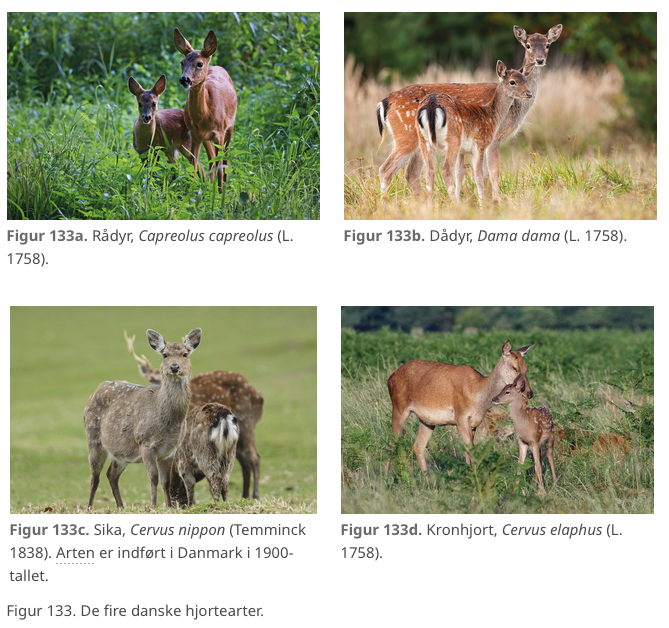 Figur 133a. Rådyr, Capreolus capreolus (L.
1758).
Figur 133b. Dådyr, Dama dama (L. 1758).
Figur 133c. Sika, Cervus nippon (Temminck
1838). Arten er indført i Danmark i 1900-
tallet.
Figur 133d. Kronhjort, Cervus elaphus (L.
1758).
Figur 133. De fire danske hjortearter.